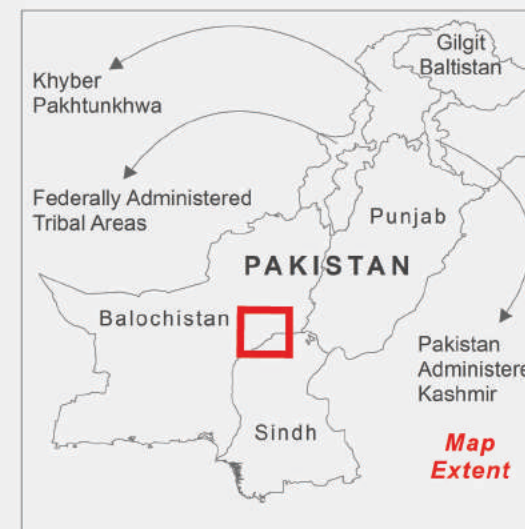 Gilgit
Baltistan
Khyber
Pakhtunkhwa
Federally Administered
Tribal Areas
Punjab
PAKISTAN
Balochistan
Pakistan
Administere
Kashmir
Sindh
Map
Extent